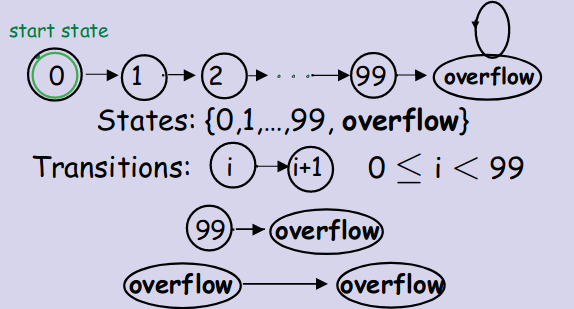 start state
0 1 2 . . . 99 overflow
States: {0,1,...,99, overflow}
Transitions: i i+1 0 ≤ i < 99
99 overflow
overflow overflow